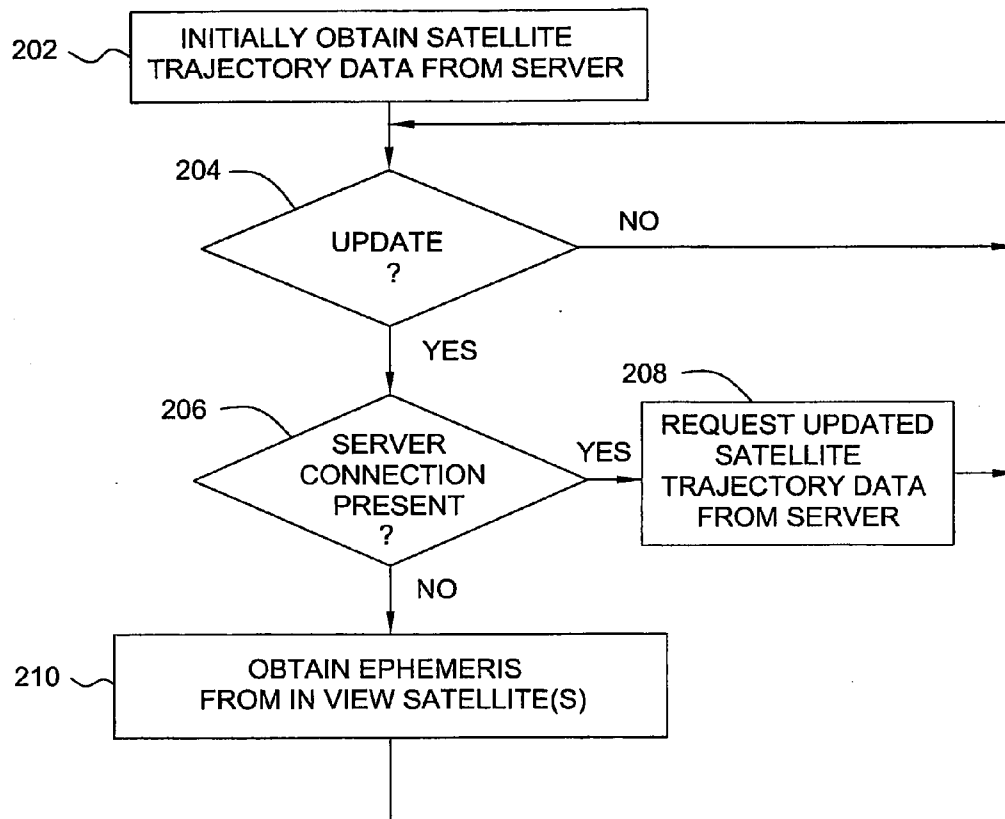 202
INITIALLY OBTAIN SATELLITE
TRAJECTORY DATA FROM SERVER
204
UPDATE
?
NO
YES
206
SERVER
CONNECTION
PRESENT
?
YES
208
REQUEST UPDATED
SATELLITE
TRAJECTORY DATA
FROM SERVER
NO
210
OBTAIN EPHEMERIS
FROM IN VIEW SATELLITE(S)